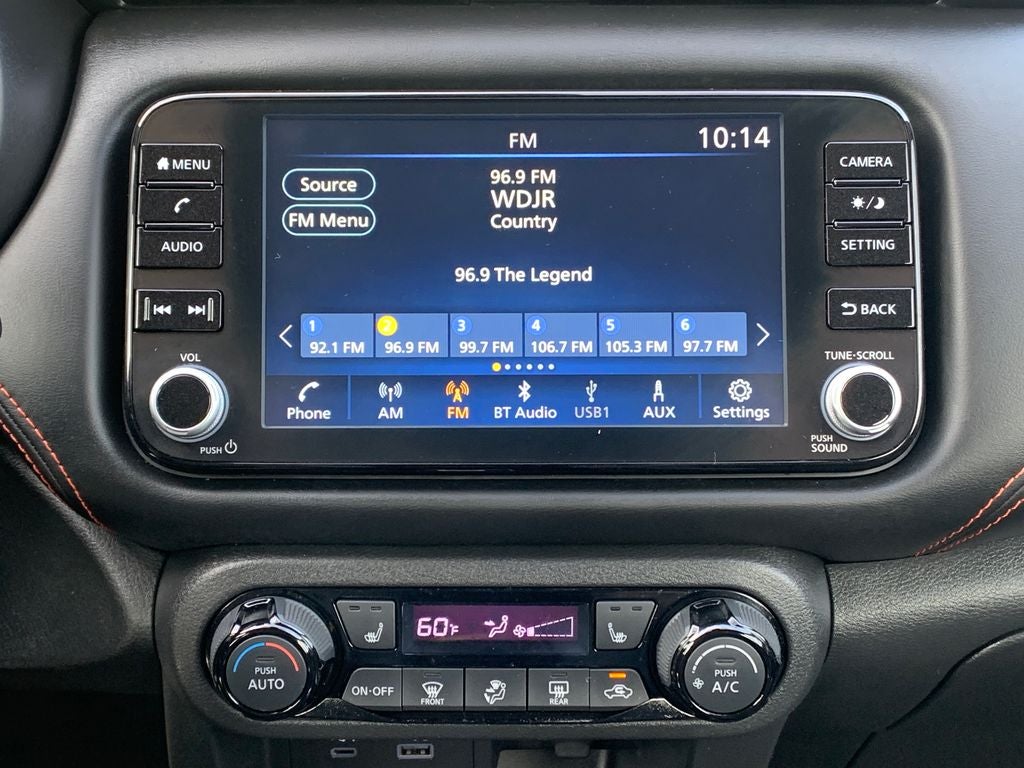 FM 10:14
MENU
AUDIO
VOL
PUSH
CAMERA
SETTING
BACK
TUNE·SCROLL
PUSH
SOUND
Source
FM Menu
96.9 FM
WDJR
Country
96.9 The Legend
1 2 3 4 5 6
92.1 FM 96.9 FM 99.7 FM 106.7 FM 105.3 FM 97.7 FM
Phone AM FM BT Audio USB1 AUX Settings
60°F
PUSH
AUTO
ON·OFF
FRONT
REAR
PUSH
A/C